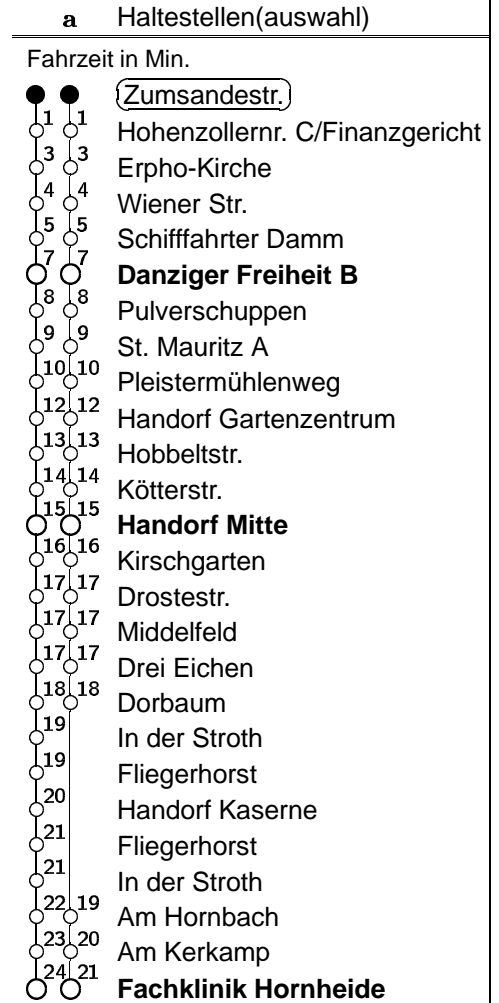 a Haltestellen(auswahl)
Fahrzeit in Min.
Zumsandestr.
1 1 Hohenzollernr. C/Finanzgericht
3 3 Erpho-Kirche
4 4 Wiener Str.
5 5 Schifffahrter Damm
7 7 Danziger Freiheit B
8 8 Pulverschuppen
9 9 St. Mauritz A
10 10 Pleistermühlenweg
12 12 Handorf Gartenzentrum
13 13 Hobbeltstr.
14 14 Kötterstr.
15 15 Handorf Mitte
16 16 Kirschgarten
17 17 Drostestr.
17 17 Middelfeld
17 17 Drei Eichen
18 18 Dorbaum
19 In der Stroth
19 Fliegerhorst
20 Handorf Kaserne
21 Fliegerhorst
21 In der Stroth
22 19 Am Hornbach
23 20 Am Kerkamp
24 21 Fachklinik Hornheide